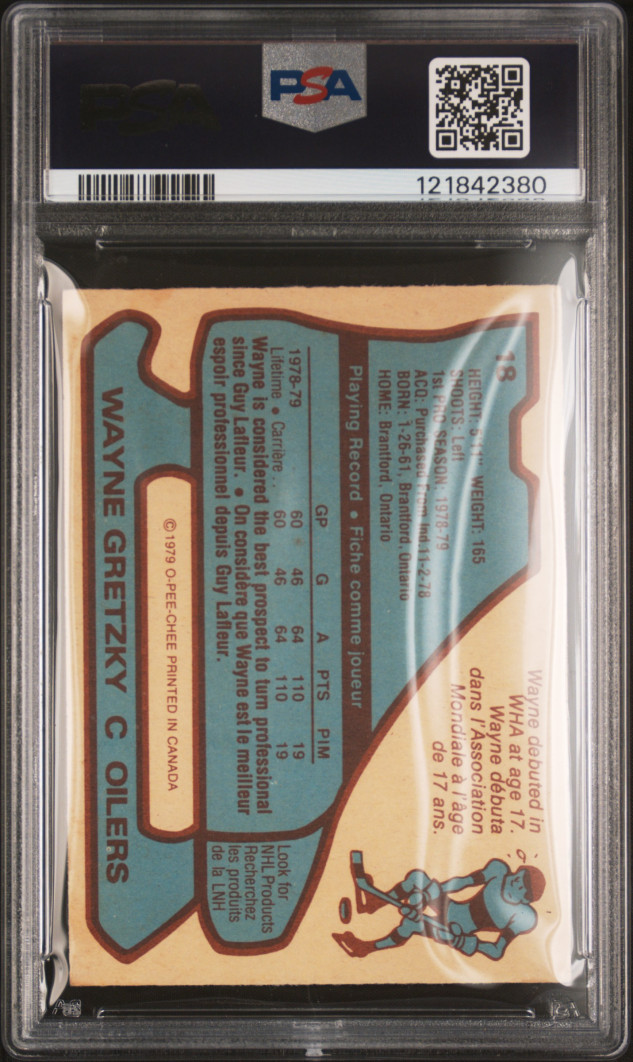 PSA
PSA
121842380
18
HEIGHT: 5'11" WEIGHT: 165
SHOOTS: Left
1st PRO SEASON: 1978-79
ACQ: Purchased From Ind 11-2-78
BORN: 1-26-61, Brantford, Ontario
HOME: Brantford, Ontario
Wayne debuted in
WHA at age 17.
Wayne débuta
dans l'Association
Mondiale à l'âge
de 17 ans.
Playing Record • Fiche comme joueur
GP G A PTS PIM
1978-79 60 46 64 110 19
Lifetime • Carrière.. 60 46 64 110 19
Wayne is considered the best prospect to turn professional
since Guy Lafleur. • On considère que Wayne est le meilleur
espoir professionnel depuis Guy Lafleur.
Look for
NHL Products
Recherchez
les produits
de la LNH
© 1979 O-PEE-CHEE PRINTED IN CANADA
WAYNE GRETZKY C OILERS